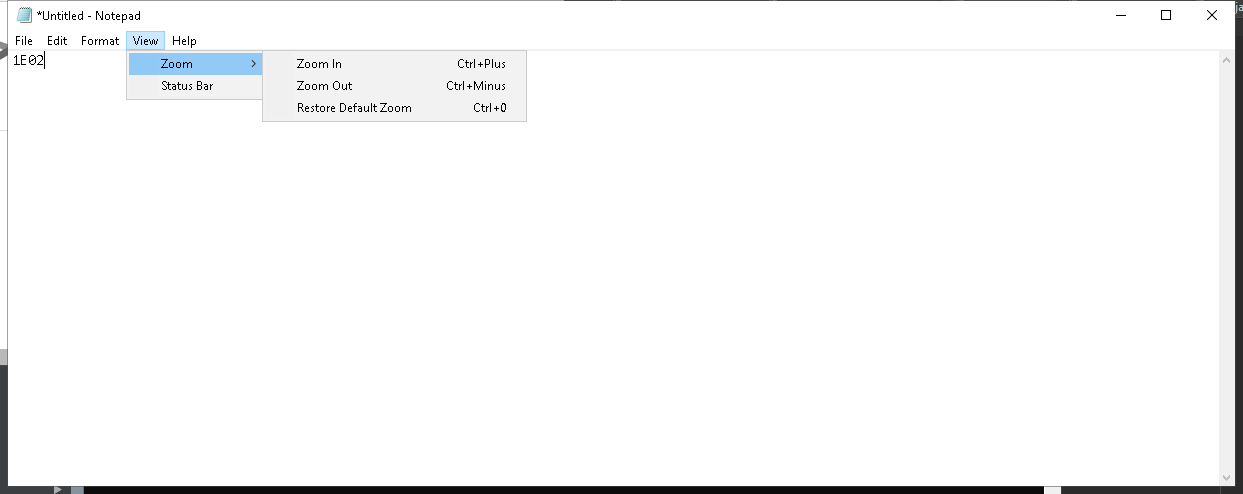 *Untitled - Notepad
File Edit Format View Help
1E02
Zoom
Status Bar
Zoom In Ctrl+Plus
Zoom Out Ctrl+Minus
Restore Default Zoom Ctrl+0